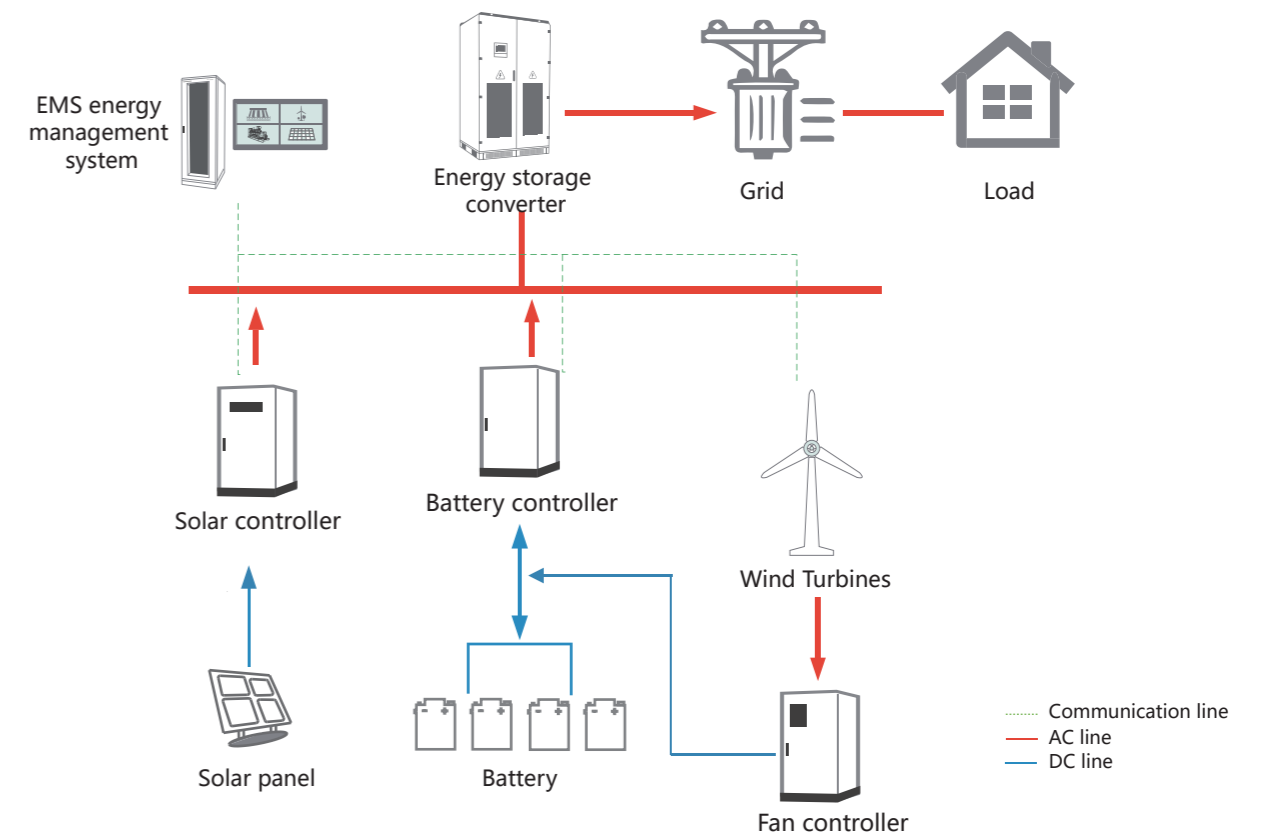 EMS energy
management
system
Energy storage
converter
Grid
Load
Solar controller
Battery controller
Wind Turbines
Solar panel
Battery
Fan controller
Communication line
AC line
DC line